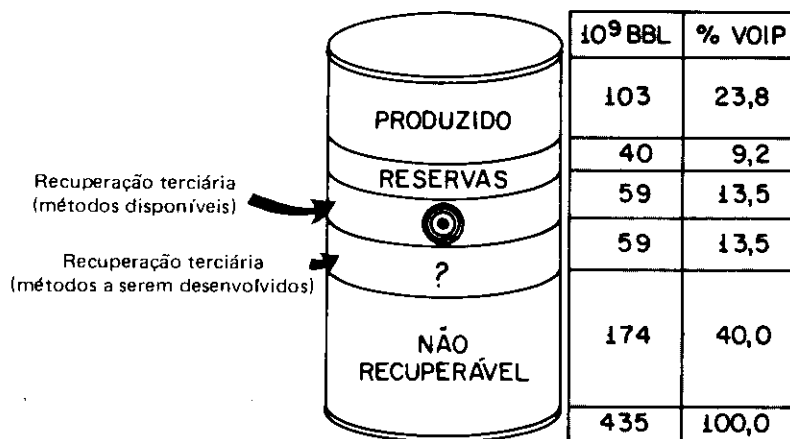 10⁹ BBL % VOIP
PRODUZIDO 103 23,8
RESERVAS 40 9,2
Recuperação terciária
(métodos disponíveis)
59 13,5
Recuperação terciária
(métodos a serem desenvolvidos)
? 59 13,5
NÃO
RECUPERÁVEL
174 40,0
435 100,0